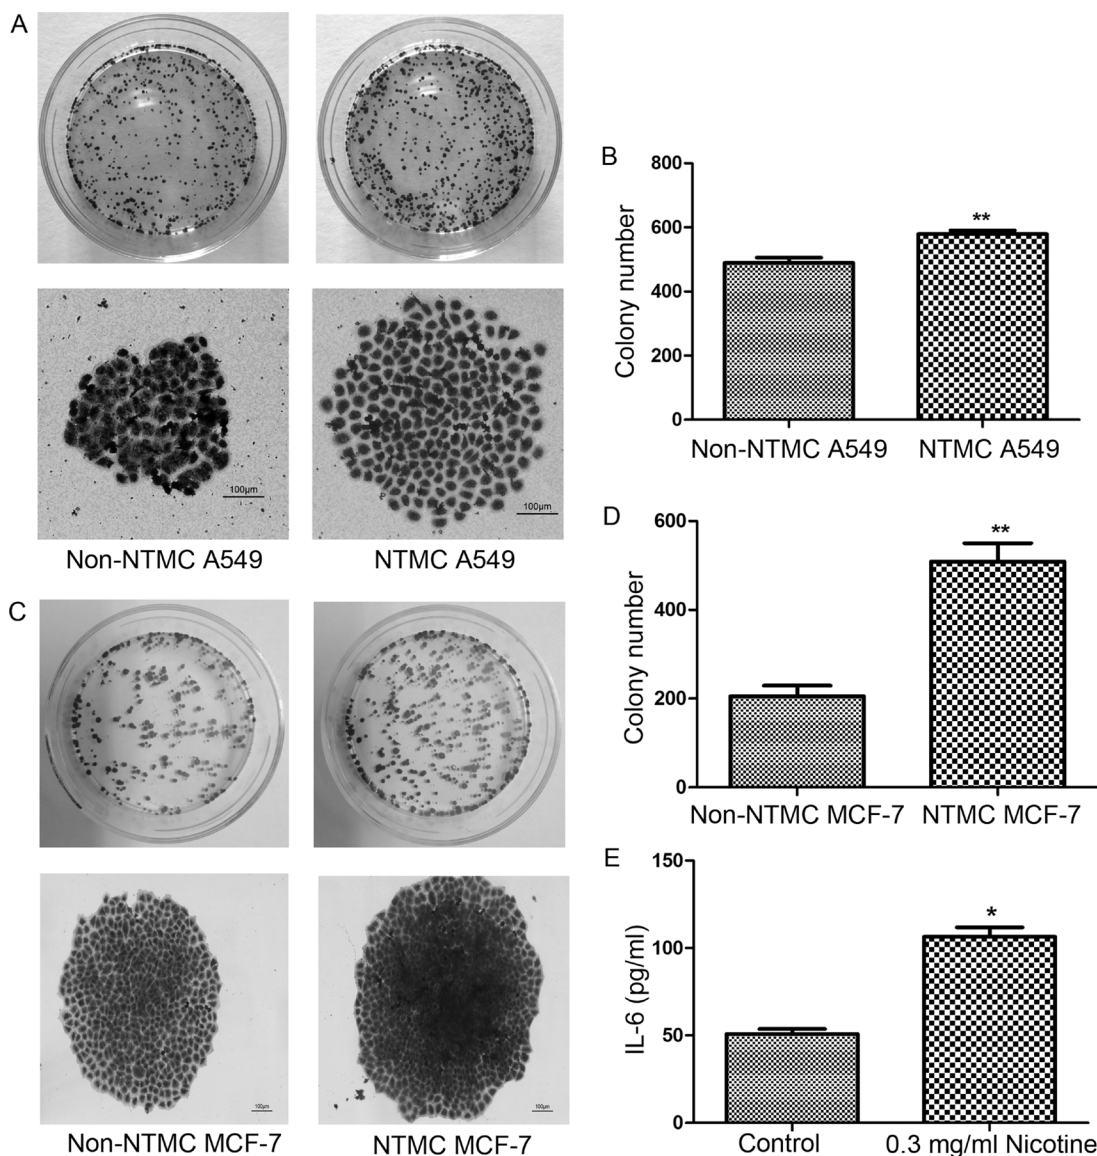 A
100μm
100μm
Non-NTMC A549
NTMC A549
B
Colony number
800
600
400
200
0
**
Non-NTMC A549
NTMC A549
C
100μm
100μm
Non-NTMC MCF-7
NTMC MCF-7
D
Colony number
600
400
200
0
**
Non-NTMC MCF-7
NTMC MCF-7
E
IL-6 (pg/ml)
150
100
50
0
*
Control
0.3 mg/ml Nicotine